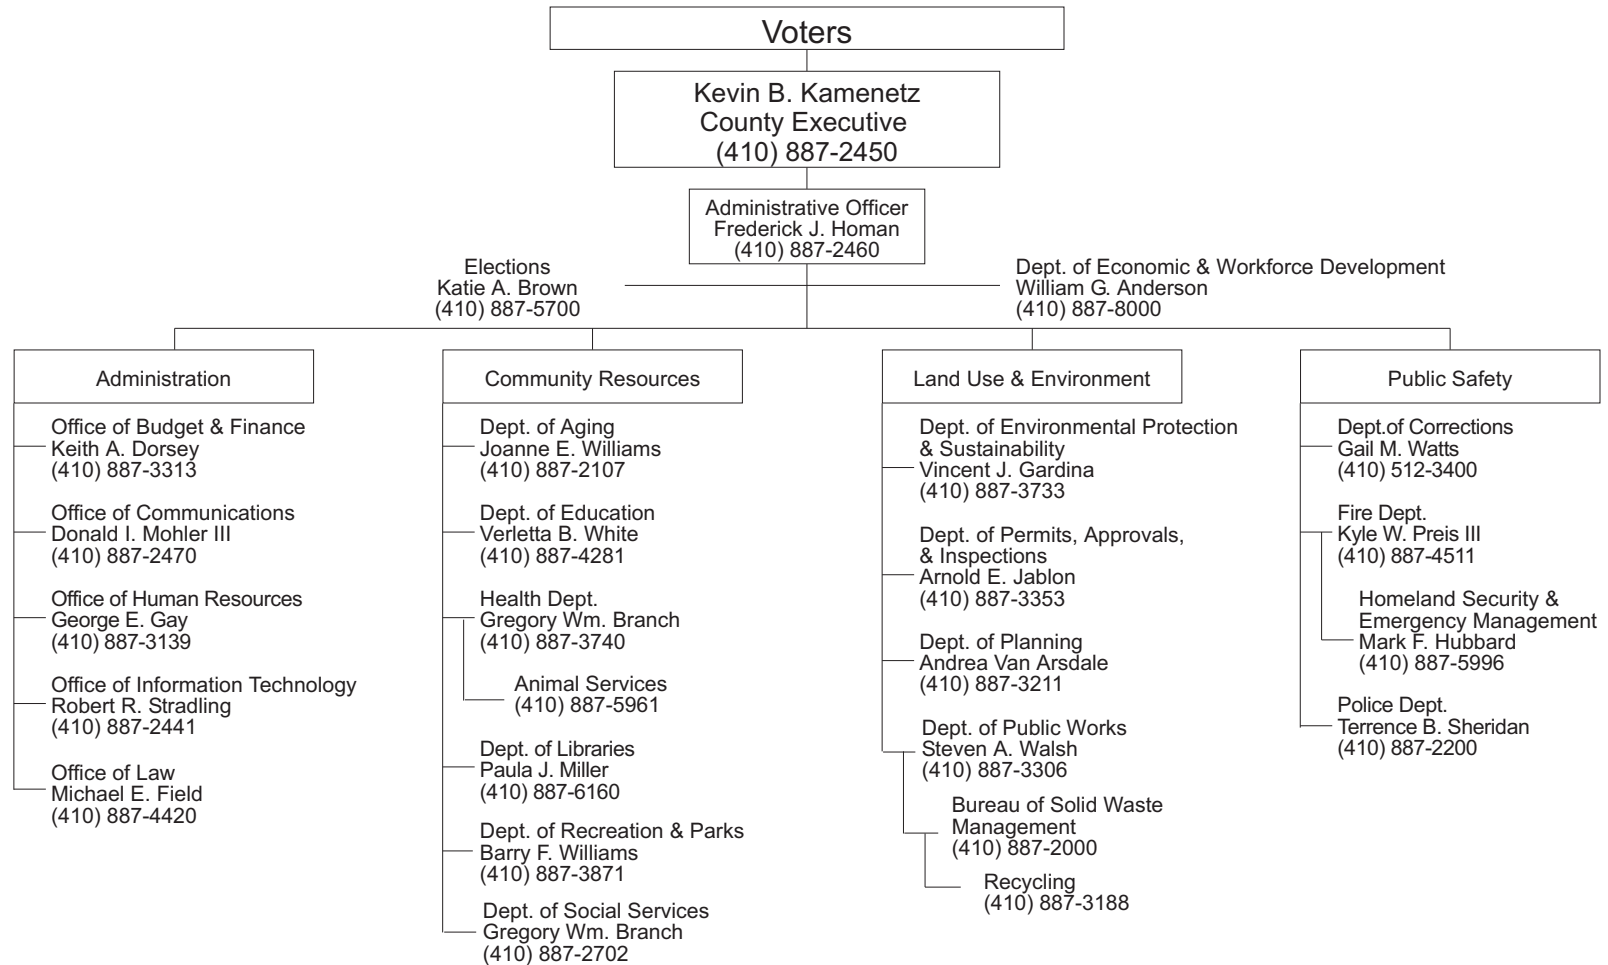 Voters
Kevin B. Kamenetz
County Executive
(410) 887-2450
Administrative Officer
Frederick J. Homan
(410) 887-2460
Elections
Katie A. Brown
(410) 887-5700
Dept. of Economic & Workforce Development
William G. Anderson
(410) 887-8000
Administration
Office of Budget & Finance
Keith A. Dorsey
(410) 887-3313
Office of Communications
Donald I. Mohler III
(410) 887-2470
Office of Human Resources
George E. Gay
(410) 887-3139
Office of Information Technology
Robert R. Stradling
(410) 887-2441
Office of Law
Michael E. Field
(410) 887-4420
Community Resources
Dept. of Aging
Joanne E. Williams
(410) 887-2107
Dept. of Education
Verletta B. White
(410) 887-4281
Health Dept.
Gregory Wm. Branch
(410) 887-3740
Animal Services
(410) 887-5961
Dept. of Libraries
Paula J. Miller
(410) 887-6160
Dept. of Recreation & Parks
Barry F. Williams
(410) 887-3871
Dept. of Social Services
Gregory Wm. Branch
(410) 887-2702
Land Use & Environment
Dept. of Environmental Protection
& Sustainability
Vincent J. Gardina
(410) 887-3733
Dept. of Permits, Approvals,
& Inspections
Arnold E. Jablon
(410) 887-3353
Dept. of Planning
Andrea Van Arsdale
(410) 887-3211
Dept. of Public Works
Steven A. Walsh
(410) 887-3306
Bureau of Solid Waste
Management
(410) 887-2000
Recycling
(410) 887-3188
Public Safety
Dept.of Corrections
Gail M. Watts
(410) 512-3400
Fire Dept.
Kyle W. Preis III
(410) 887-4511
Homeland Security &
Emergency Management
Mark F. Hubbard
(410) 887-5996
Police Dept.
Terrence B. Sheridan
(410) 887-2200